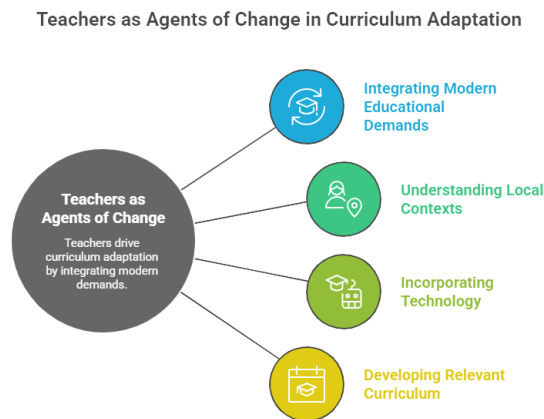 Teachers as Agents of Change in Curriculum Adaptation
Teachers as
Agents of Change
Teachers drive
curriculum adaptation
by integrating modern
demands.
Integrating Modern
Educational
Demands
Understanding Local
Contexts
Incorporating
Technology
Developing Relevant
Curriculum